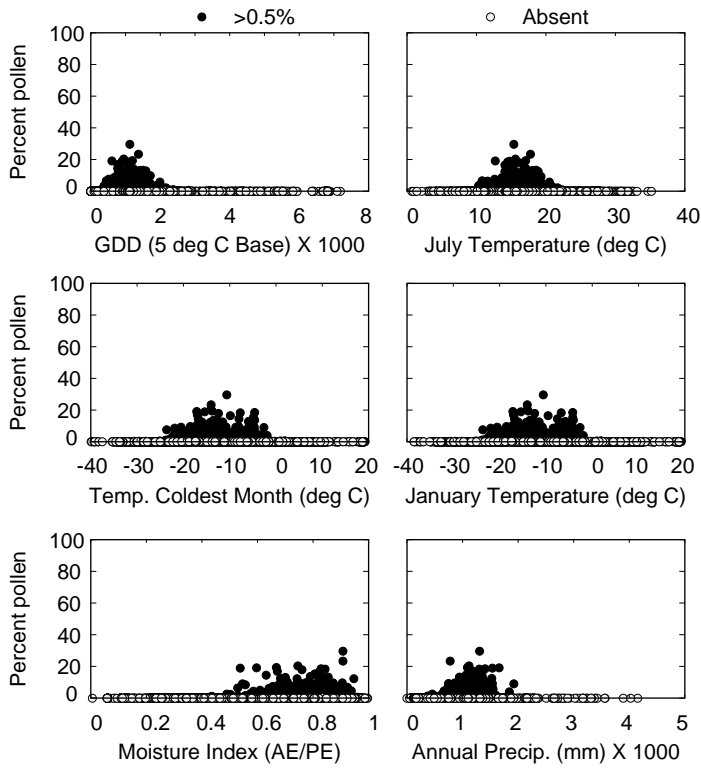 >0.5% Absent
100
80
60
40
20
0
Percent pollen
0 2 4 6 8
GDD (5 deg C Base) X 1000
0 10 20 30 40
July Temperature (deg C)
100
80
60
40
20
0
Percent pollen
-40 -30 -20 -10 0 10 20
Temp. Coldest Month (deg C)
-40 -30 -20 -10 0 10 20
January Temperature (deg C)
100
80
60
40
20
0
Percent pollen
0 0.2 0.4 0.6 0.8 1
Moisture Index (AE/PE)
0 1 2 3 4 5
Annual Precip. (mm) X 1000